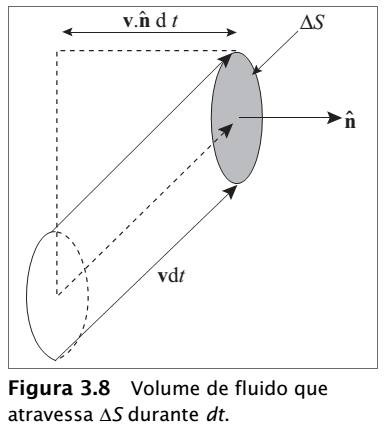 v.n̂ d t
ΔS
n̂
vdt
Figura 3.8 Volume de fluido que
atravessa ΔS durante dt.